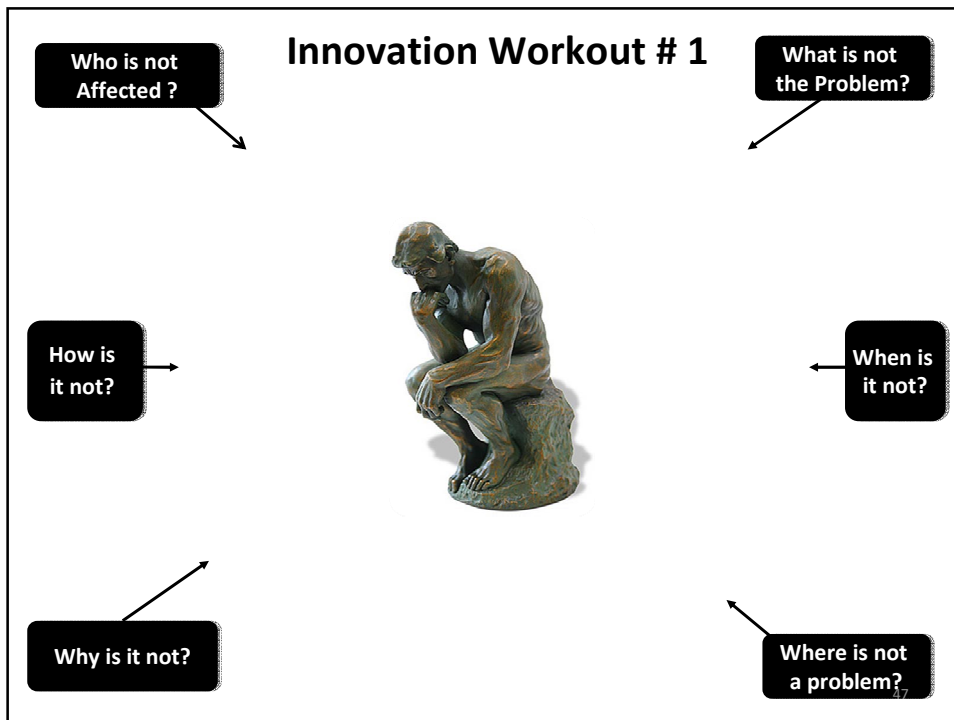 Innovation Workout # 1
Who is not
Affected ?
What is not
the Problem?
How is
it not?
When is
it not?
Why is it not?
Where is not
a problem?
47